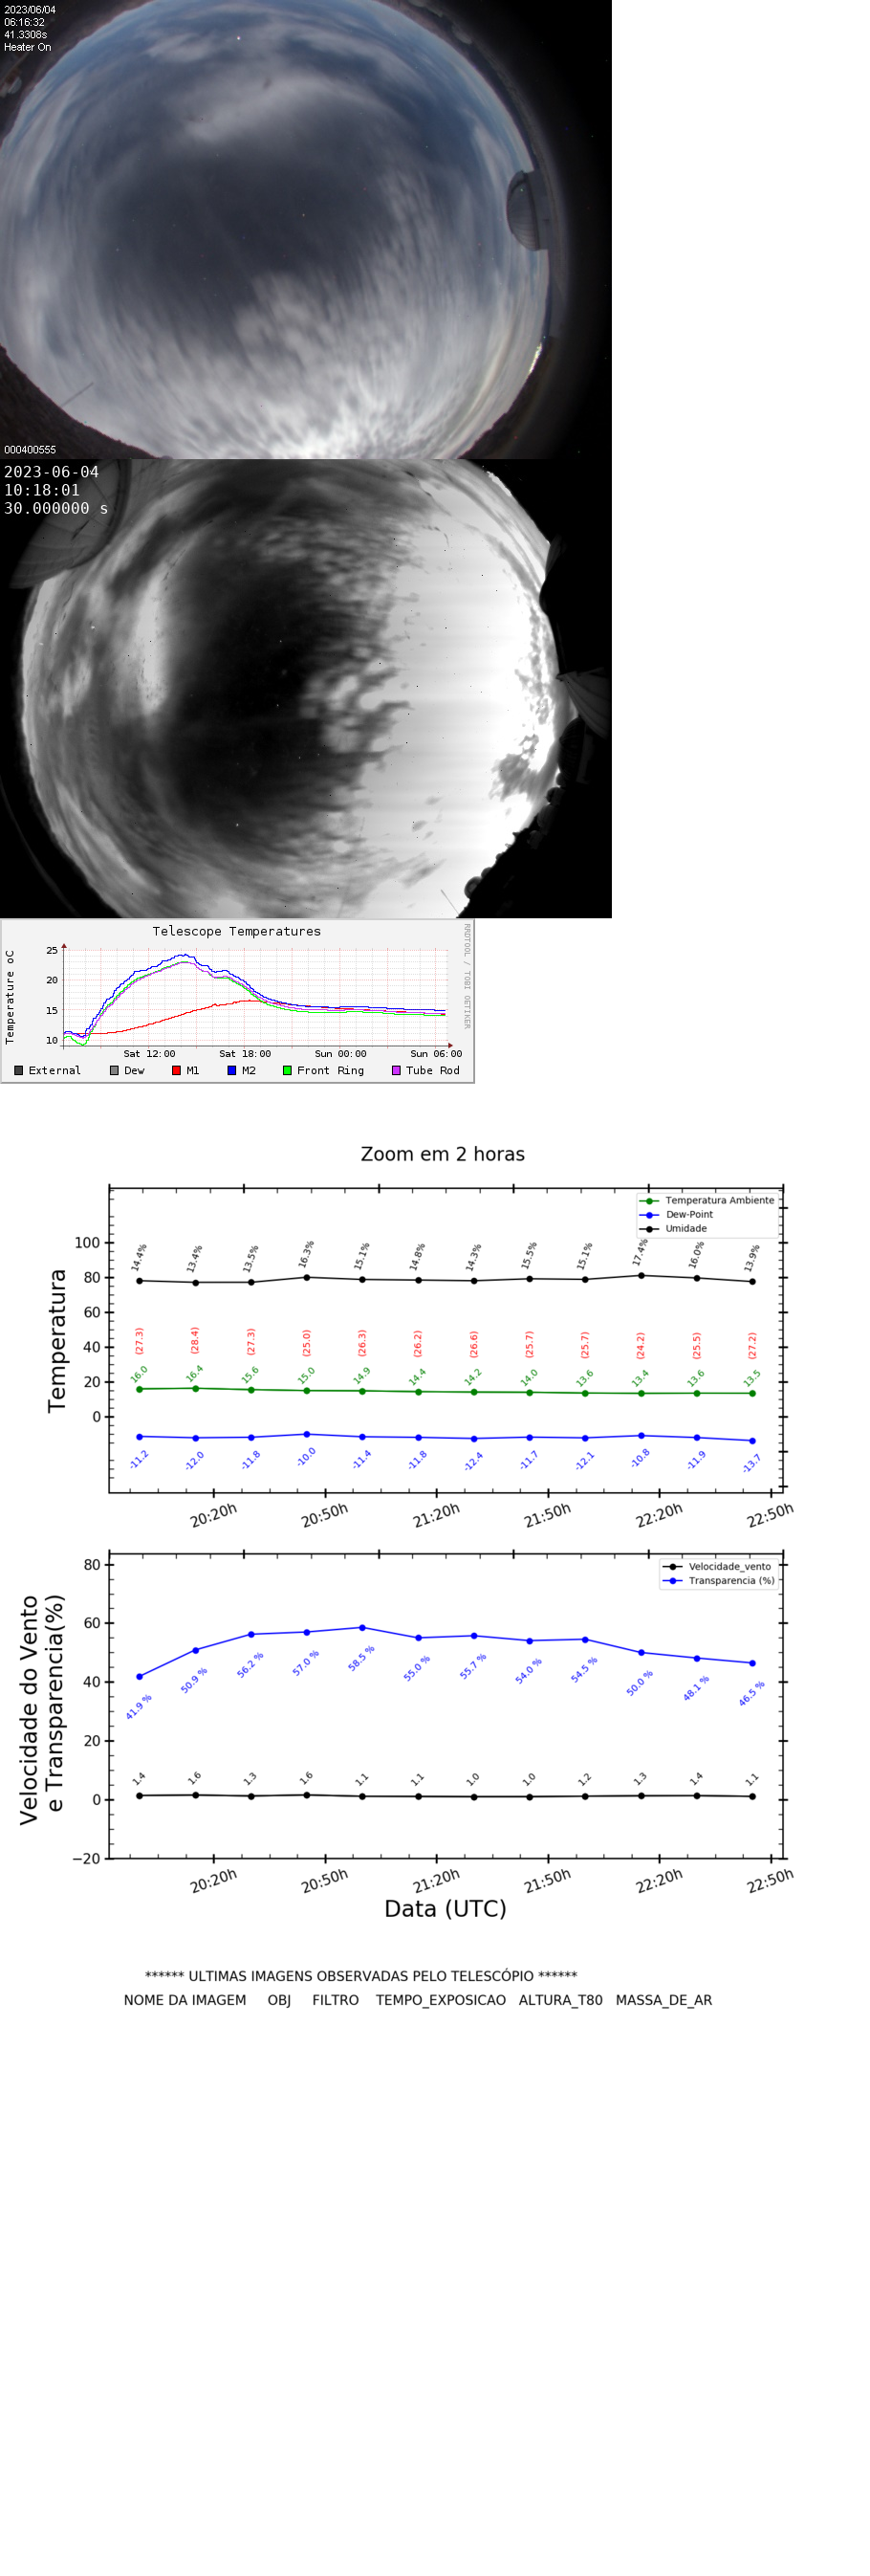 2023/06/04
06:16:32
41.3308s
Heater On
000400555
2023-06-04
10:18:01
30.000000 s
Telescope Temperatures
RRDTOOL / TOBI OETIKER
Temperature oC
25
20
15
10
Sat 12:00 Sat 18:00 Sun 00:00 Sun 06:00
External Dew M1 M2 Front Ring Tube Rod
Zoom em 2 horas
Temperatura Ambiente
Dew-Point
Umidade
Temperatura
100
80
60
40
20
0
14.4% 13.4% 13.5% 16.3% 15.1% 14.8% 14.3% 15.5% 15.1% 17.4% 16.0% 13.9%
(27.3) (28.4) (27.3) (25.0) (26.3) (26.2) (26.6) (25.7) (25.7) (24.2) (25.5) (27.2)
16.0 16.4 15.6 15.0 14.9 14.4 14.2 14.0 13.6 13.4 13.6 13.5
-11.2 -12.0 -11.8 -10.0 -11.4 -11.8 -12.4 -11.7 -12.1 -10.8 -11.9 -13.7
20:20h 20:50h 21:20h 21:50h 22:20h 22:50h
Velocidade_vento
Transparencia (%)
Velocidade do Vento
e Transparencia(%)
80
60
40
20
0
−20
41.9 % 50.9 % 56.2 % 57.0 % 58.5 % 55.0 % 55.7 % 54.0 % 54.5 % 50.0 % 48.1 % 46.5 %
1.4 1.6 1.3 1.6 1.1 1.1 1.0 1.0 1.2 1.3 1.4 1.1
20:20h 20:50h 21:20h 21:50h 22:20h 22:50h
Data (UTC)
****** ULTIMAS IMAGENS OBSERVADAS PELO TELESCÓPIO ******
NOME DA IMAGEM OBJ FILTRO TEMPO_EXPOSICAO ALTURA_T80 MASSA_DE_AR